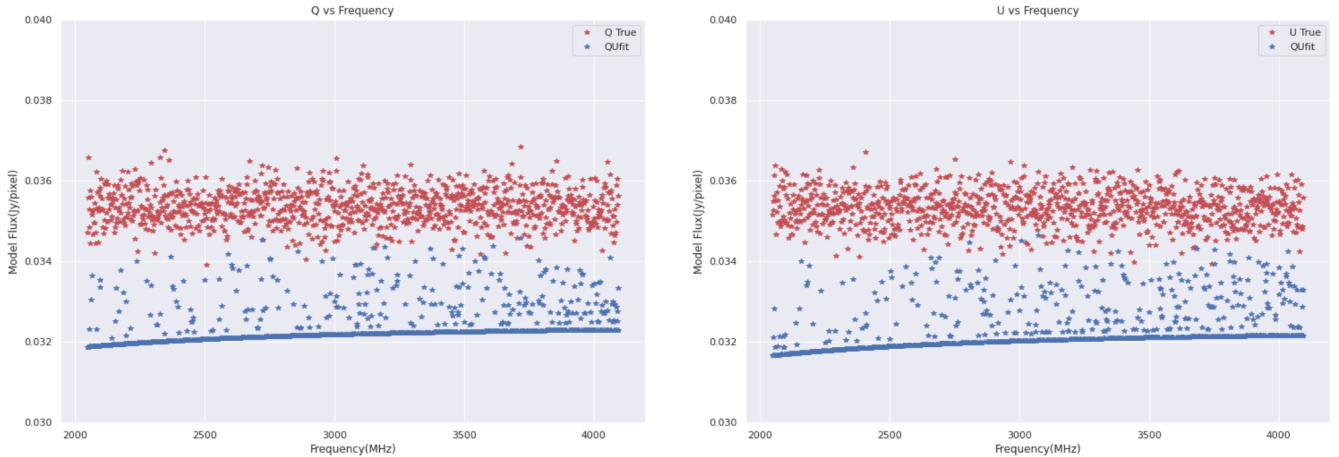 Q vs Frequency
0.040
0.038
0.036
0.034
0.032
0.030
Model Flux(Jy/pixel)
Q True
QUfit
2000 2500 3000 3500 4000
Frequency(MHz)
U vs Frequency
0.040
0.038
0.036
0.034
0.032
0.030
Model Flux(Jy/pixel)
U True
QUfit
2000 2500 3000 3500 4000
Frequency(MHz)